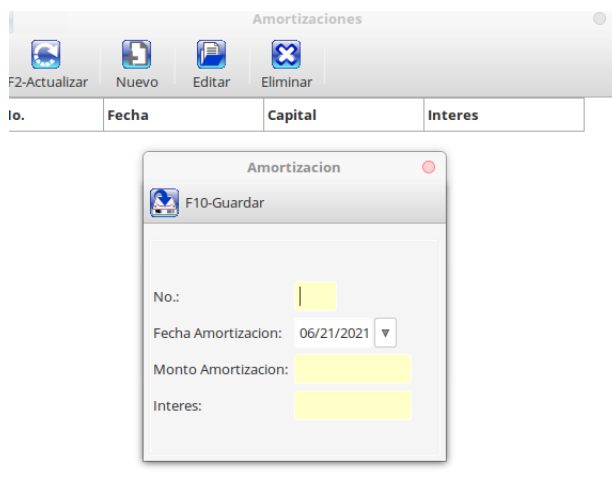 Amortizaciones
F2-Actualizar Nuevo Editar Eliminar
Fecha Capital Interes
Amortizacion
F10-Guardar
No.:
Fecha Amortizacion: 06/21/2021
Monto Amortizacion:
Interes: